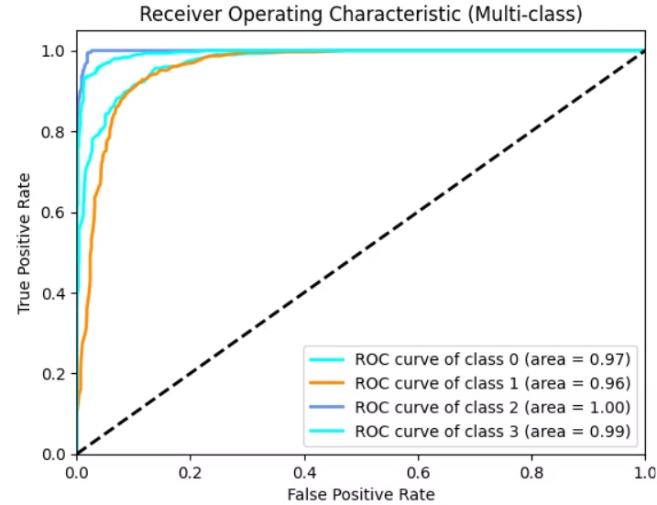 Receiver Operating Characteristic (Multi-class)
1.0
0.8
0.6
0.4
0.2
0.0
True Positive Rate
ROC curve of class 0 (area = 0.97)
ROC curve of class 1 (area = 0.96)
ROC curve of class 2 (area = 1.00)
ROC curve of class 3 (area = 0.99)
0.0 0.2 0.4 0.6 0.8 1.0
False Positive Rate